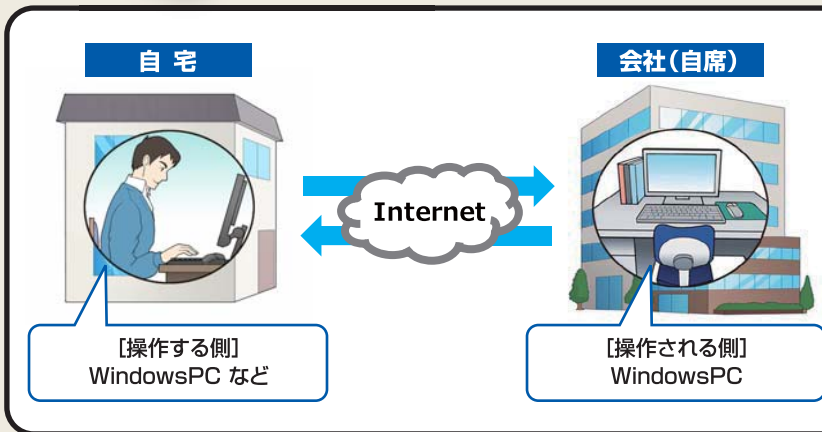 自宅
会社(自席)
Internet
[操作する側]
WindowsPC など
[操作される側]
WindowsPC